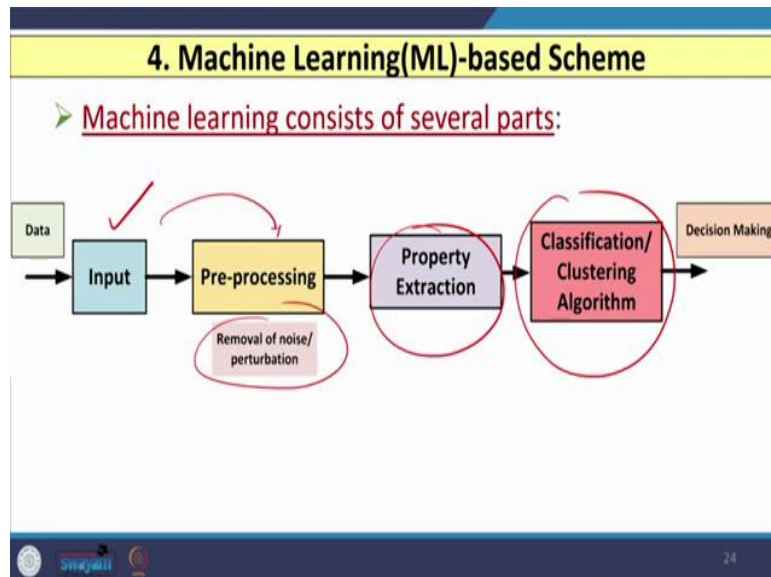 4. Machine Learning(ML)-based Scheme
Machine learning consists of several parts:
Data
Input
Pre-processing
Removal of noise/
perturbation
Property
Extraction
Classification/
Clustering
Algorithm
Decision Making
swayam
24